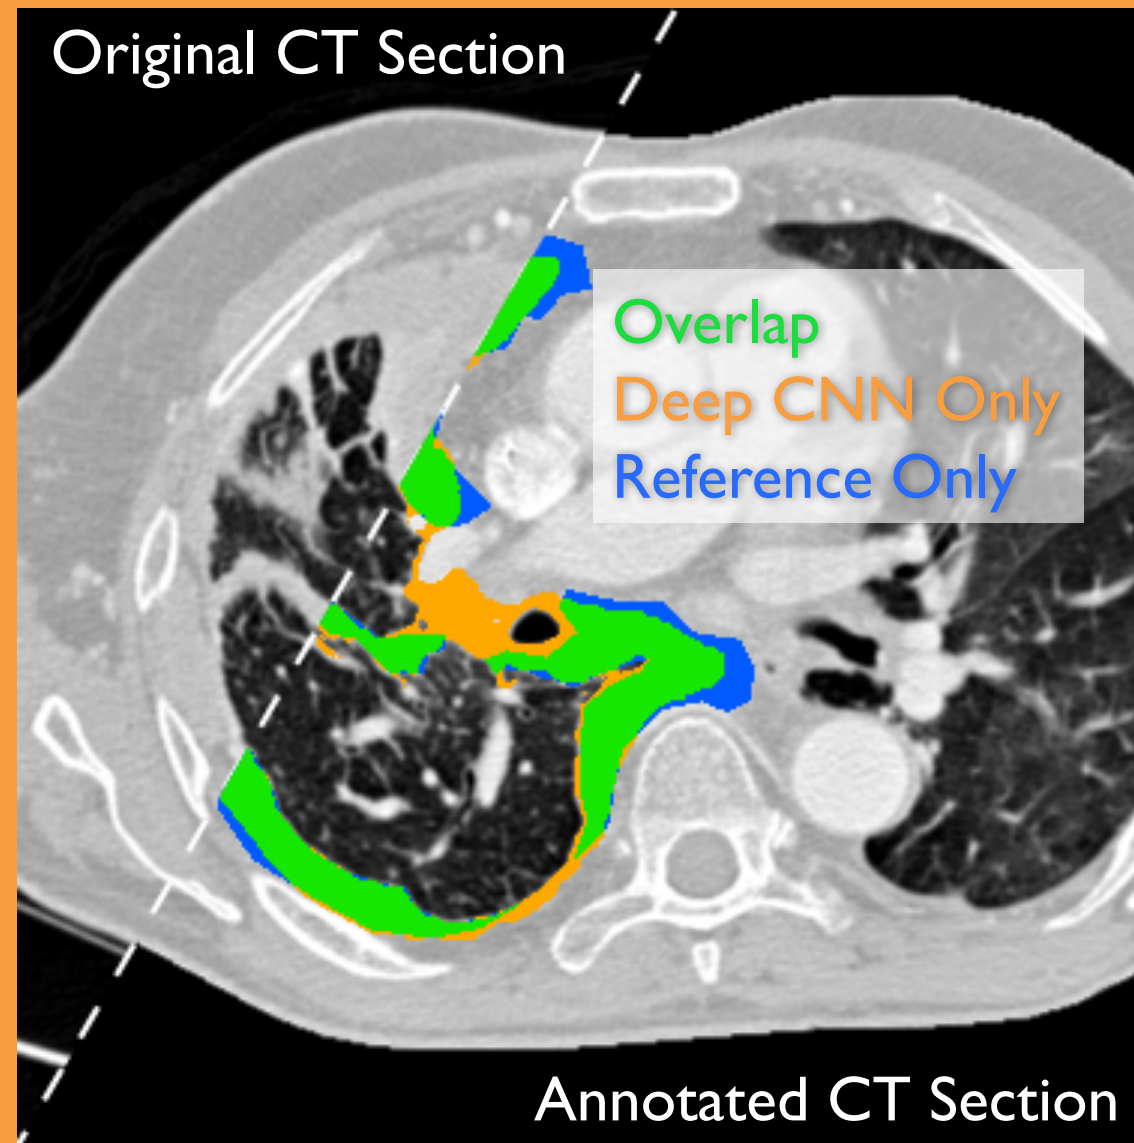 Original CT Section
Overlap
Deep CNN Only
Reference Only
Annotated CT Section